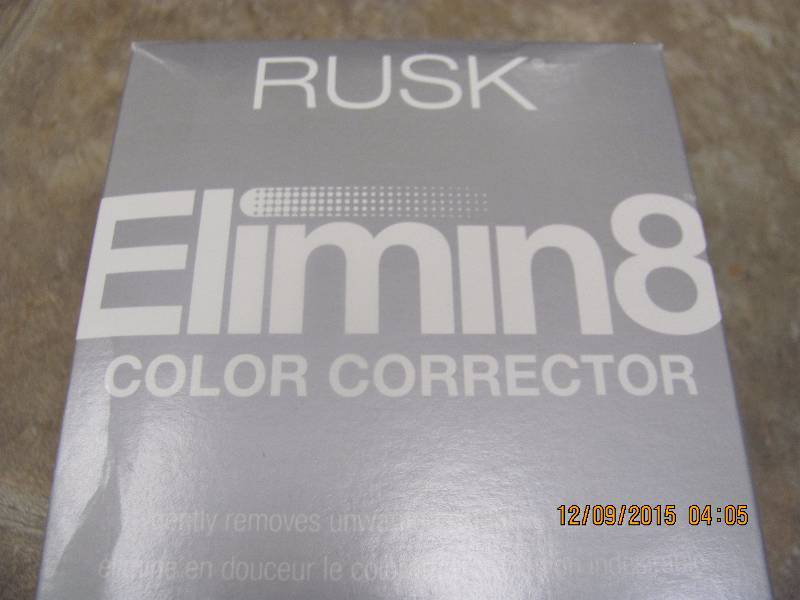 RUSK
Elimin8
COLOR CORRECTOR
gently removes
12/09/2015 04:05
en douceur le